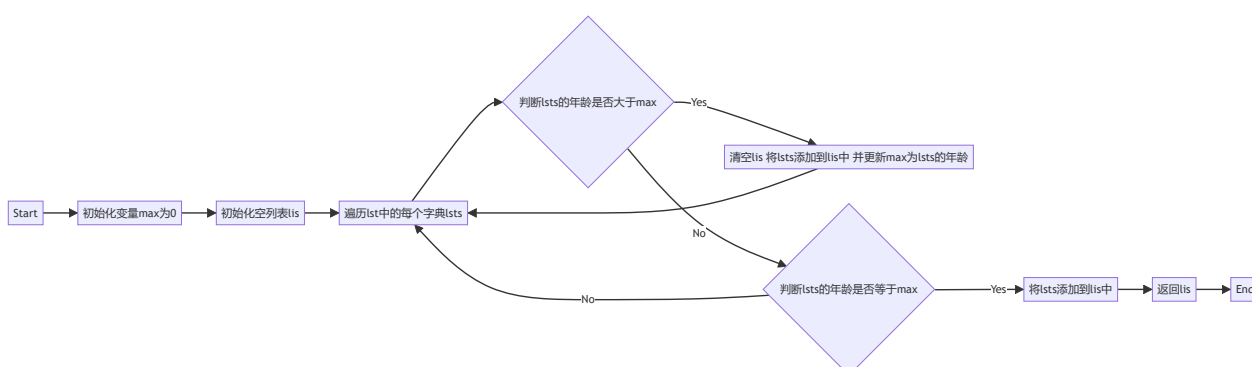 判断lsts的年龄是否大于max
Yes
清空lis 将lsts添加到lis中 并更新max为lsts的年龄
Start
初始化变量max为0
初始化空列表lis
遍历lst中的每个字典lsts
No
判断lsts的年龄是否等于max
Yes
将lsts添加到lis中
返回lis
End
No